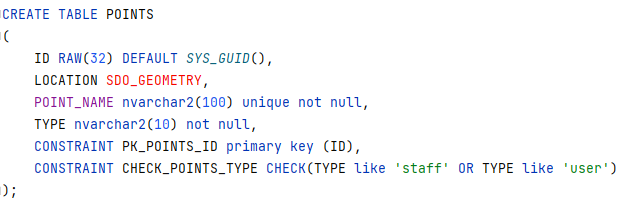 CREATE TABLE POINTS
(
ID RAW(32) DEFAULT SYS_GUID(),
LOCATION SDO_GEOMETRY,
POINT_NAME nvarchar2(100) unique not null,
TYPE nvarchar2(10) not null,
CONSTRAINT PK_POINTS_ID primary key (ID),
CONSTRAINT CHECK_POINTS_TYPE CHECK(TYPE like 'staff' OR TYPE like 'user')
);